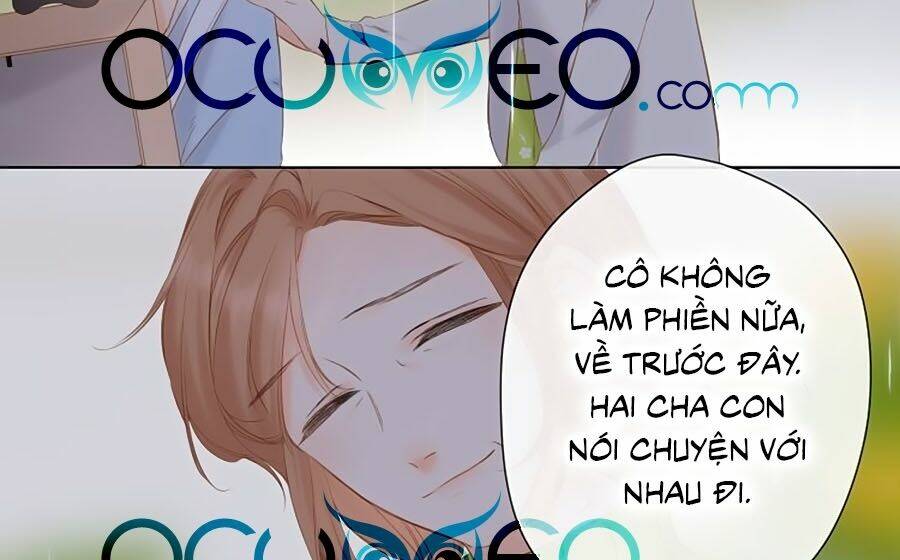 OCUMEO.com
CÔ KHÔNG
LÀM PHIỀN NỮA,
VỀ TRƯỚC ĐÂY.
HAI CHA CON
NÓI CHUYỆN VỚI
NHAU ĐI.